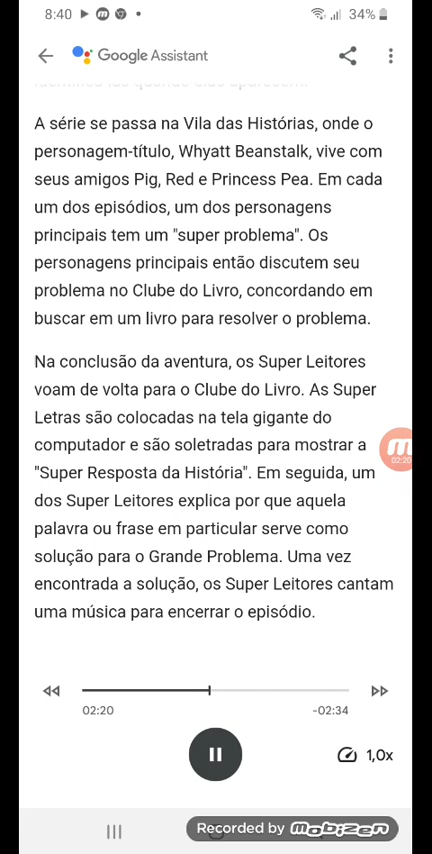 8:40
34%
Google Assistant
A série se passa na Vila das Histórias, onde o
personagem-título, Whyatt Beanstalk, vive com
seus amigos Pig, Red e Princess Pea. Em cada
um dos episódios, um dos personagens
principais tem um "super problema". Os
personagens principais então discutem seu
problema no Clube do Livro, concordando em
buscar em um livro para resolver o problema.
Na conclusão da aventura, os Super Leitores
voam de volta para o Clube do Livro. As Super
Letras são colocadas na tela gigante do
computador e são soletradas para mostrar a
"Super Resposta da História". Em seguida, um
dos Super Leitores explica por que aquela
palavra ou frase em particular serve como
solução para o Grande Problema. Uma vez
encontrada a solução, os Super Leitores cantam
uma música para encerrar o episódio.
02:20
02:20
-02:34
1,0x
Recorded by mobizen